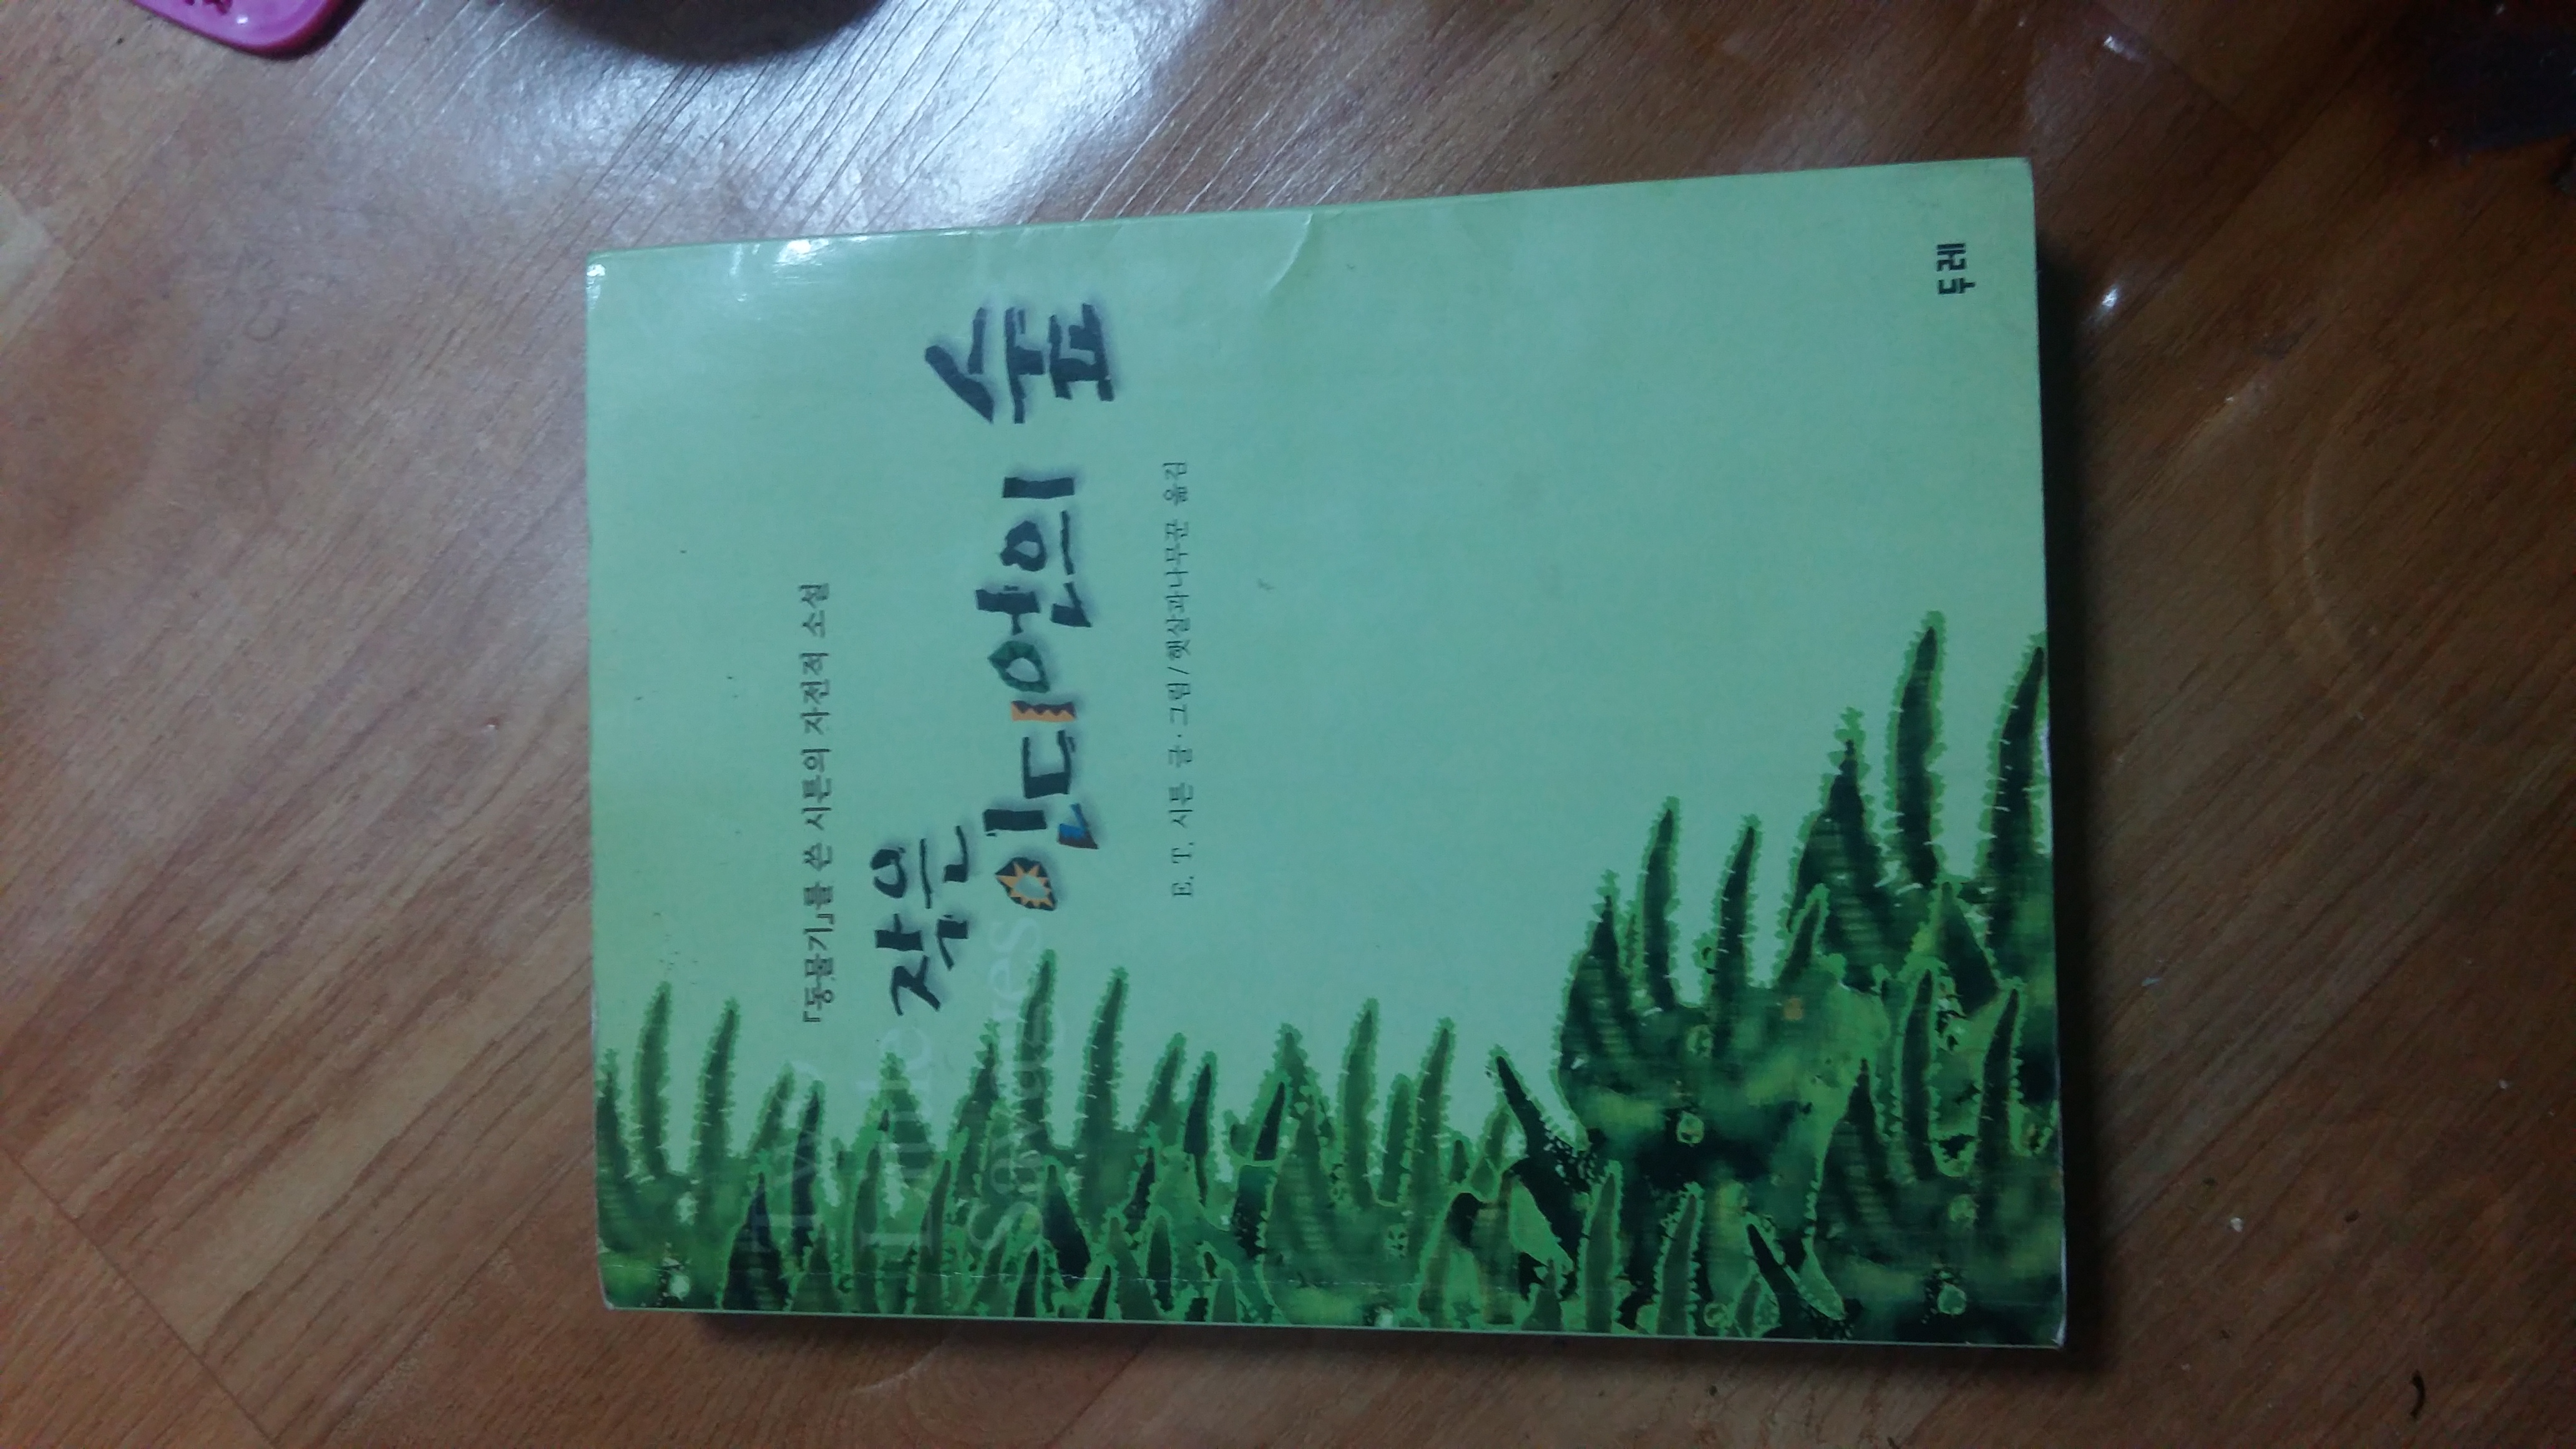 『동물기』를 쓴 시튼의 자전적 소설
작은
인디언의 숲
Two
Little
Savages
E. T. 시튼 글·그림/햇살과나무꾼 옮김
두레